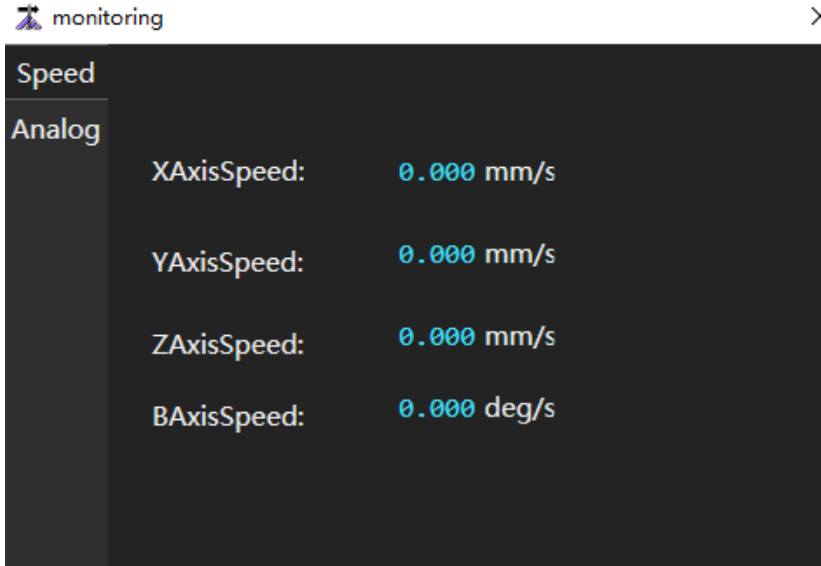 monitoring
Speed
Analog
XAxisSpeed: 0.000 mm/s
YAxisSpeed: 0.000 mm/s
ZAxisSpeed: 0.000 mm/s
BAxisSpeed: 0.000 deg/s